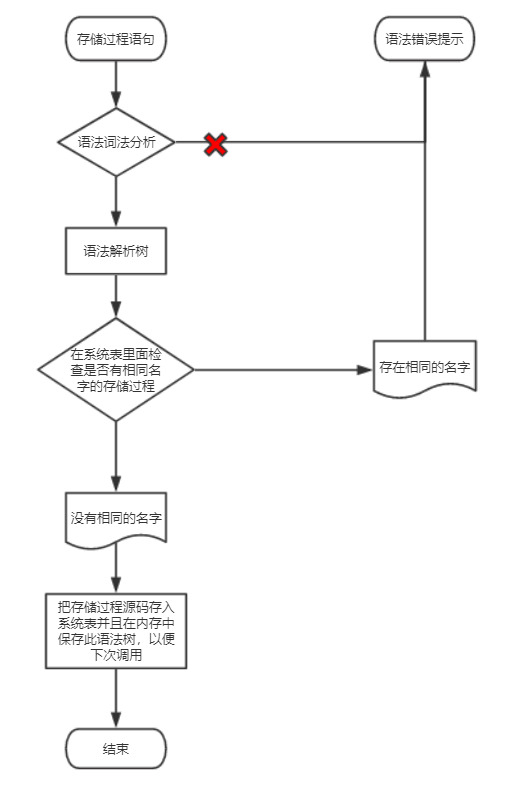 存储过程语句
语法错误提示
语法词法分析
语法解析树
在系统表里面检
查是否有相同名
字的存储过程
存在相同的名字
没有相同的名字
把存储过程源码存入
系统表并且在内存中
保存此语法树，以便
下次调用
结束